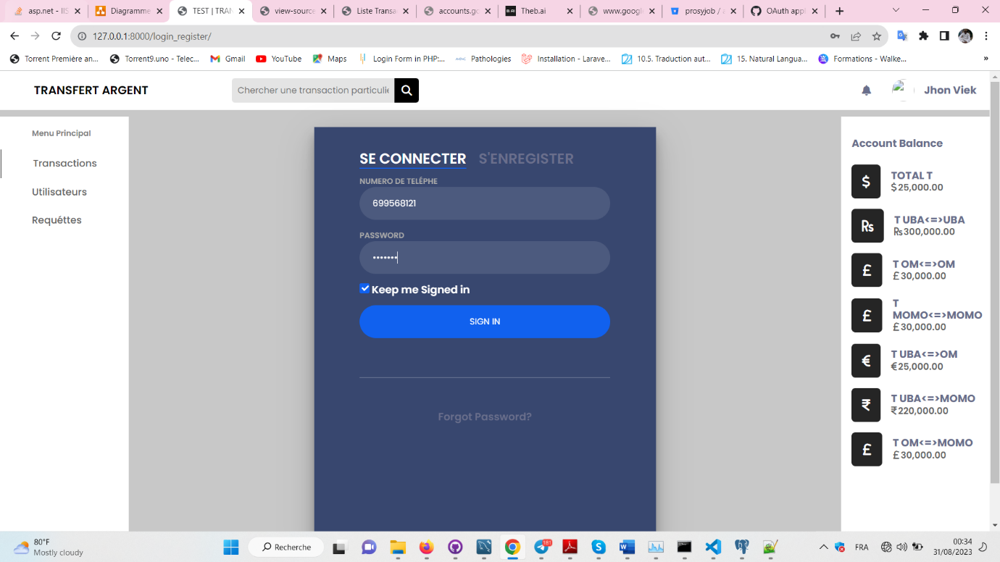 asp.net - IIS
Diagramme
TEST | TRAN
view-source
Liste Transa
accounts.go
Theb.ai
www.googl
prosyjob / a
OAuth appl
127.0.0.1:8000/login_register/
Torrent Première an...
Torrent9.uno - Telec...
Gmail
YouTube
Maps
Login Form in PHP:...
Pathologies
Installation - Larave...
10.5. Traduction aut...
15. Natural Langua...
Formations - Walke...
»
TRANSFERT ARGENT
Chercher une transaction particulie
Jhon Viek
Menu Principal
Transactions
Utilisateurs
Requéttes
SE CONNECTER
S'ENREGISTER
NUMERO DE TELÉPHE
699568121
PASSWORD
•••••••
Keep me Signed in
SIGN IN
Forgot Password?
Account Balance
$
TOTAL T
$25,000.00
₨
T UBA<=>UBA
₨300,000.00
£
T OM<=>OM
£30,000.00
£
T
MOMO<=>MOMO
£30,000.00
€
T UBA<=>OM
€25,000.00
₹
T UBA<=>MOMO
₹220,000.00
£
T OM<=>MOMO
£30,000.00
80°F
Mostly cloudy
Recherche
181
FRA
00:34
31/08/2023